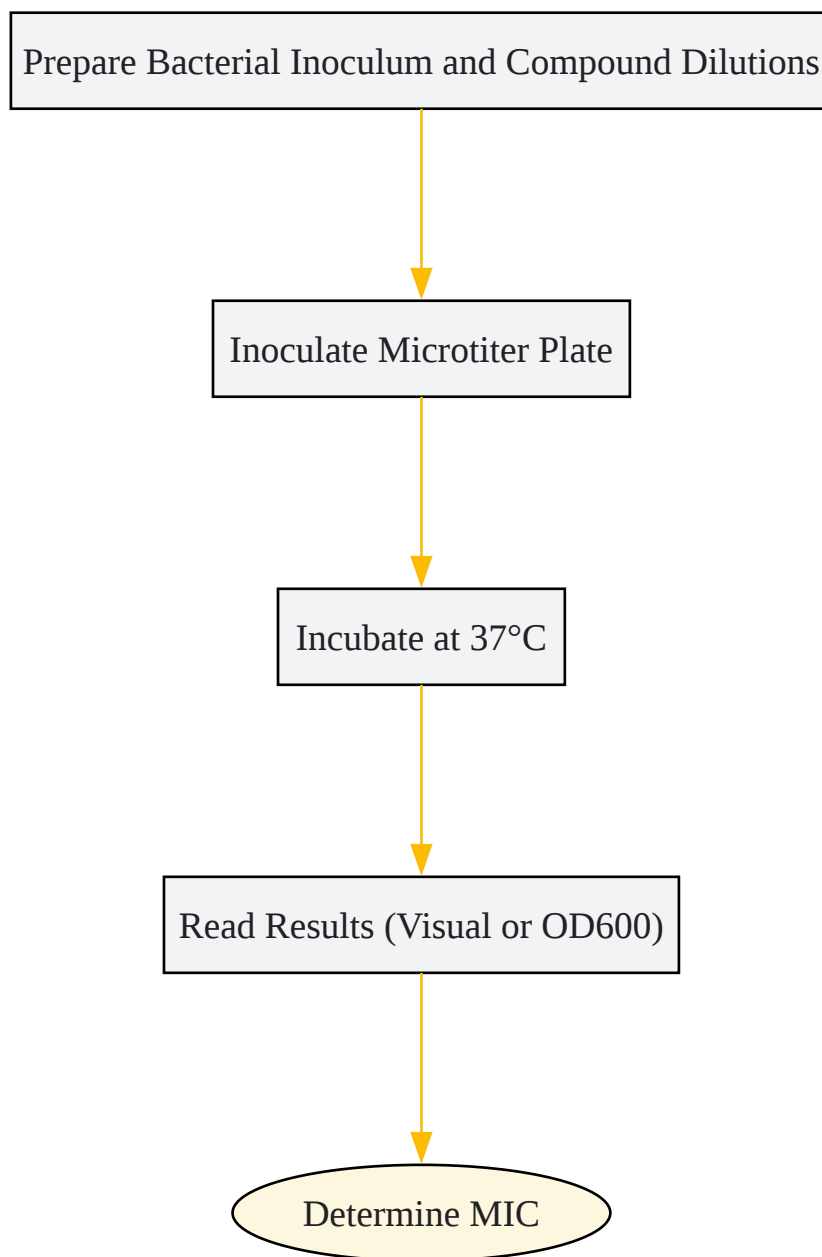 Prepare Bacterial Inoculum and Compound Dilutions
Inoculate Microtiter Plate
Incubate at 37°C
Read Results (Visual or OD600)
Determine MIC